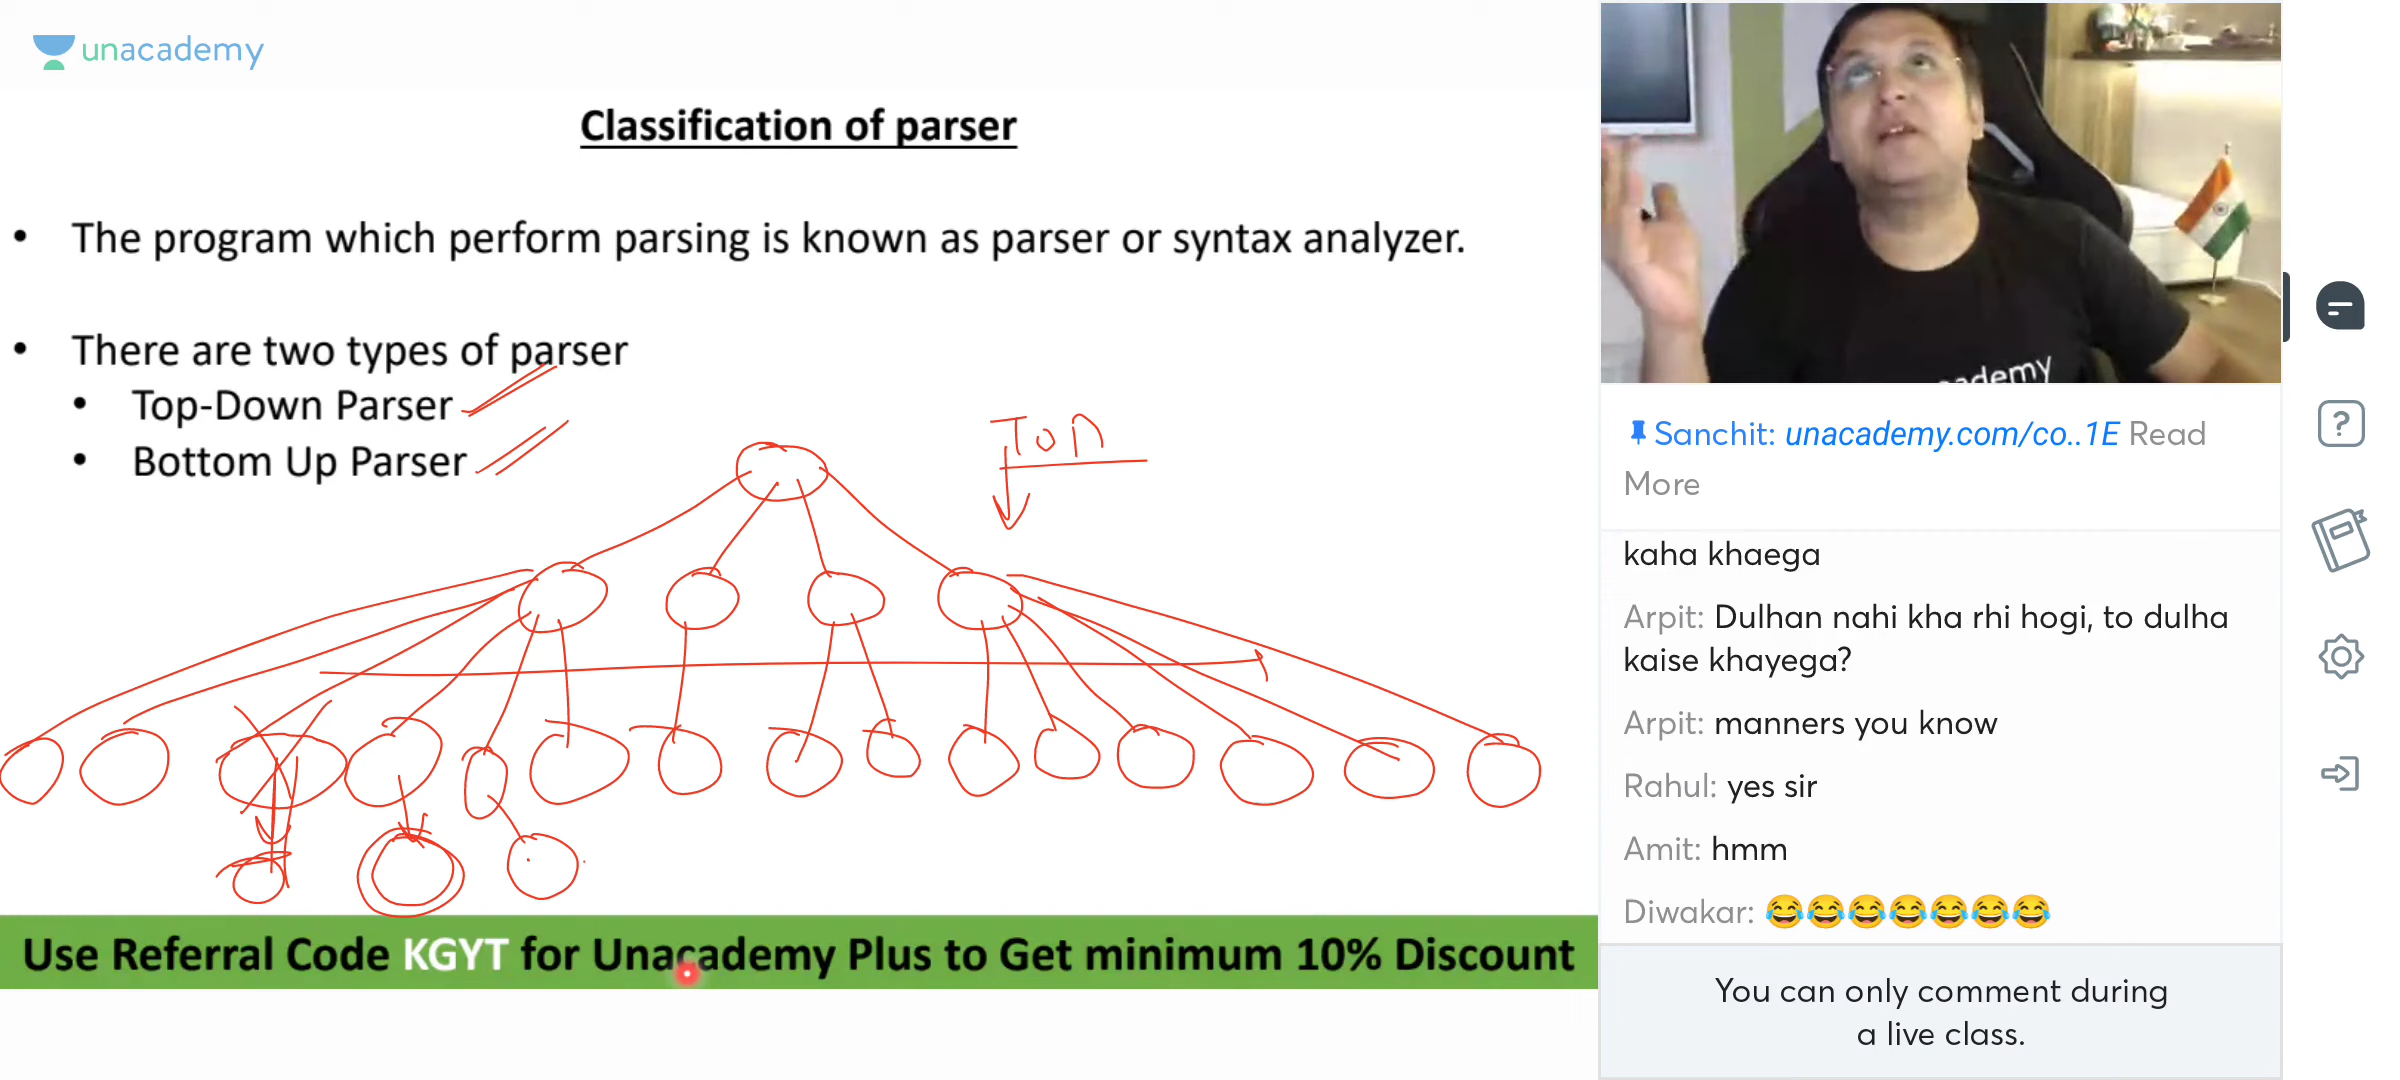 unacademy
Classification of parser
• The program which perform parsing is known as parser or syntax analyzer.
• There are two types of parser
• Top-Down Parser
• Bottom Up Parser
Top
Use Referral Code KGYT for Unacademy Plus to Get minimum 10% Discount
ademy
Sanchit: unacademy.com/co..1E Read
More
kaha khaega
Arpit: Dulhan nahi kha rhi hogi, to dulha
kaise khayega?
Arpit: manners you know
Rahul: yes sir
Amit: hmm
Diwakar: 😂😂😂😂😂😂😂
You can only comment during
a live class.